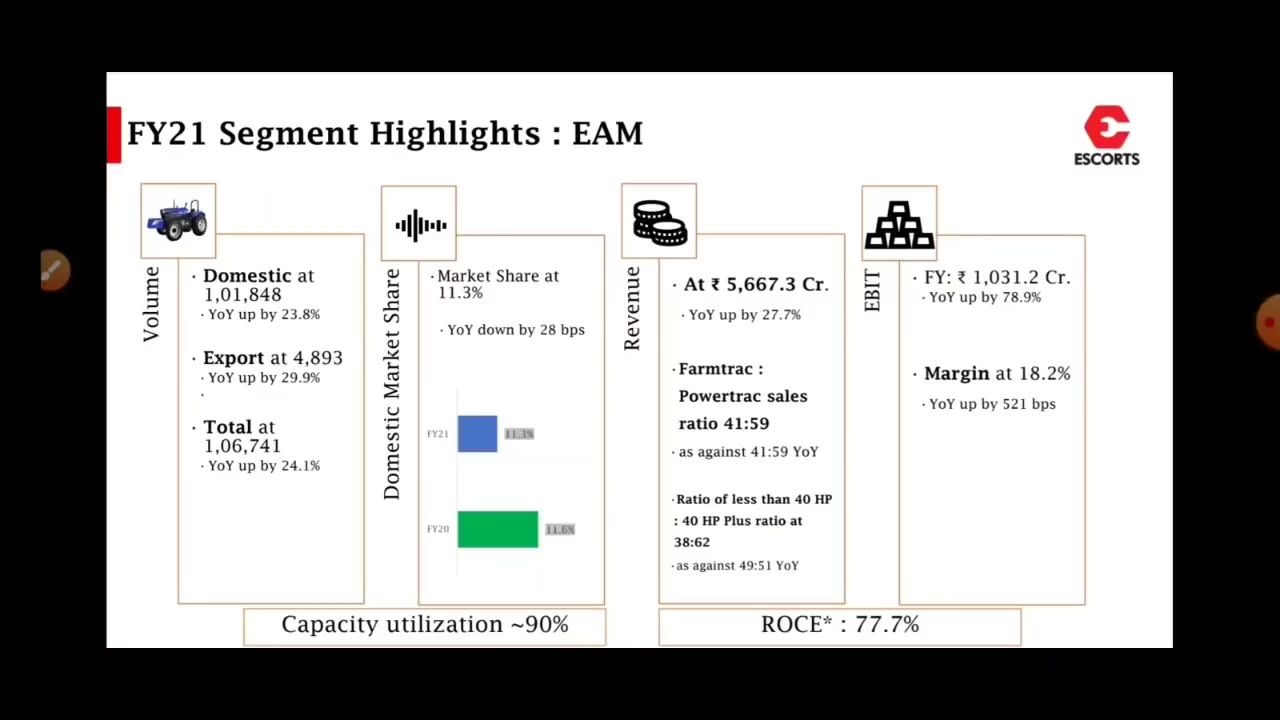 FY21 Segment Highlights : EAM
ESCORTS
Volume
· Domestic at
1,01,848
· YoY up by 23.8%
· Export at 4,893
· YoY up by 29.9%
·
· Total at
1,06,741
· YoY up by 24.1%
Domestic Market Share
· Market Share at
11.3%
· YoY down by 28 bps
FY21
11.3%
FY20
11.6%
Revenue
· At ₹ 5,667.3 Cr.
· YoY up by 27.7%
· Farmtrac :
Powertrac sales
ratio 41:59
· as against 41:59 YoY
· Ratio of less than 40 HP
: 40 HP Plus ratio at
38:62
· as against 49:51 YoY
EBIT
· FY: ₹ 1,031.2 Cr.
· YoY up by 78.9%
· Margin at 18.2%
· YoY up by 521 bps
Capacity utilization ~90%
ROCE* : 77.7%